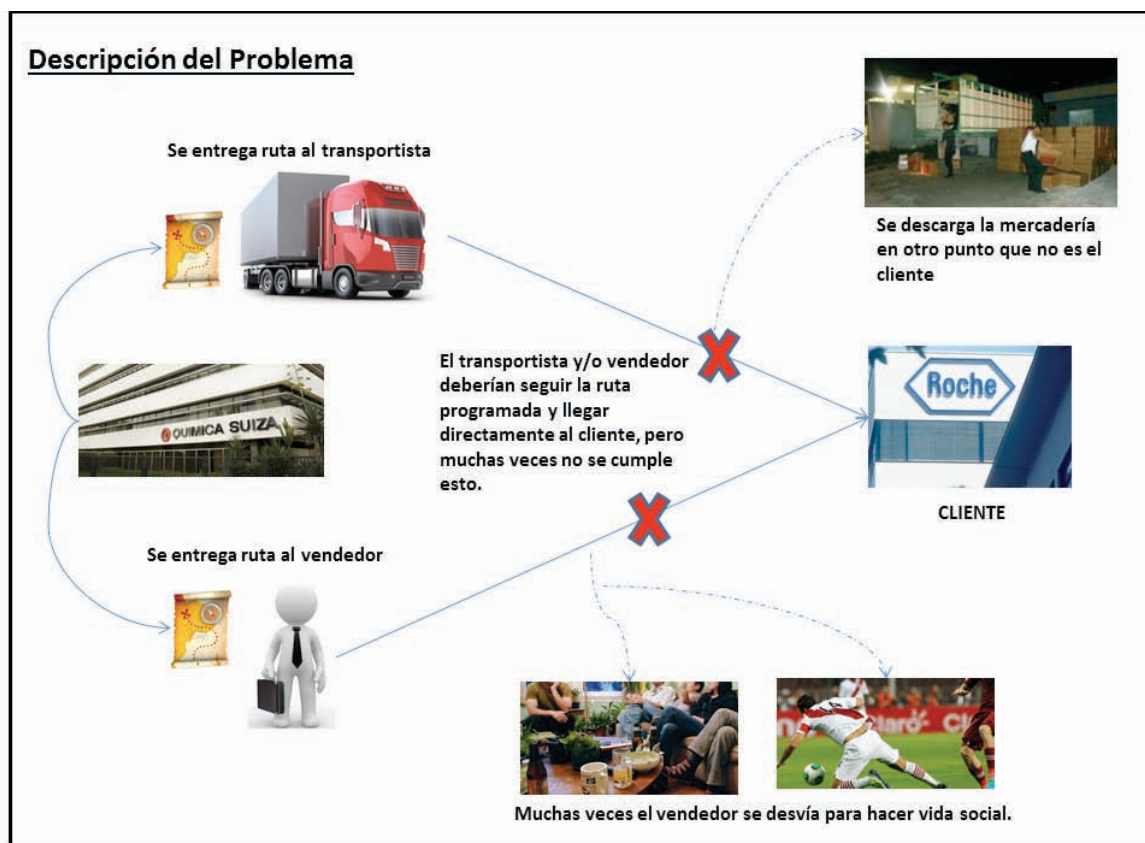 Descripción del Problema
Se entrega ruta al transportista
Se descarga la mercadería
en otro punto que no es el
cliente
El transportista y/o vendedor
deberían seguir la ruta
programada y llegar
directamente al cliente, pero
muchas veces no se cumple
esto.
QUIMICA SUIZA
Roche
CLIENTE
Se entrega ruta al vendedor
Claro
Muchas veces el vendedor se desvía para hacer vida social.